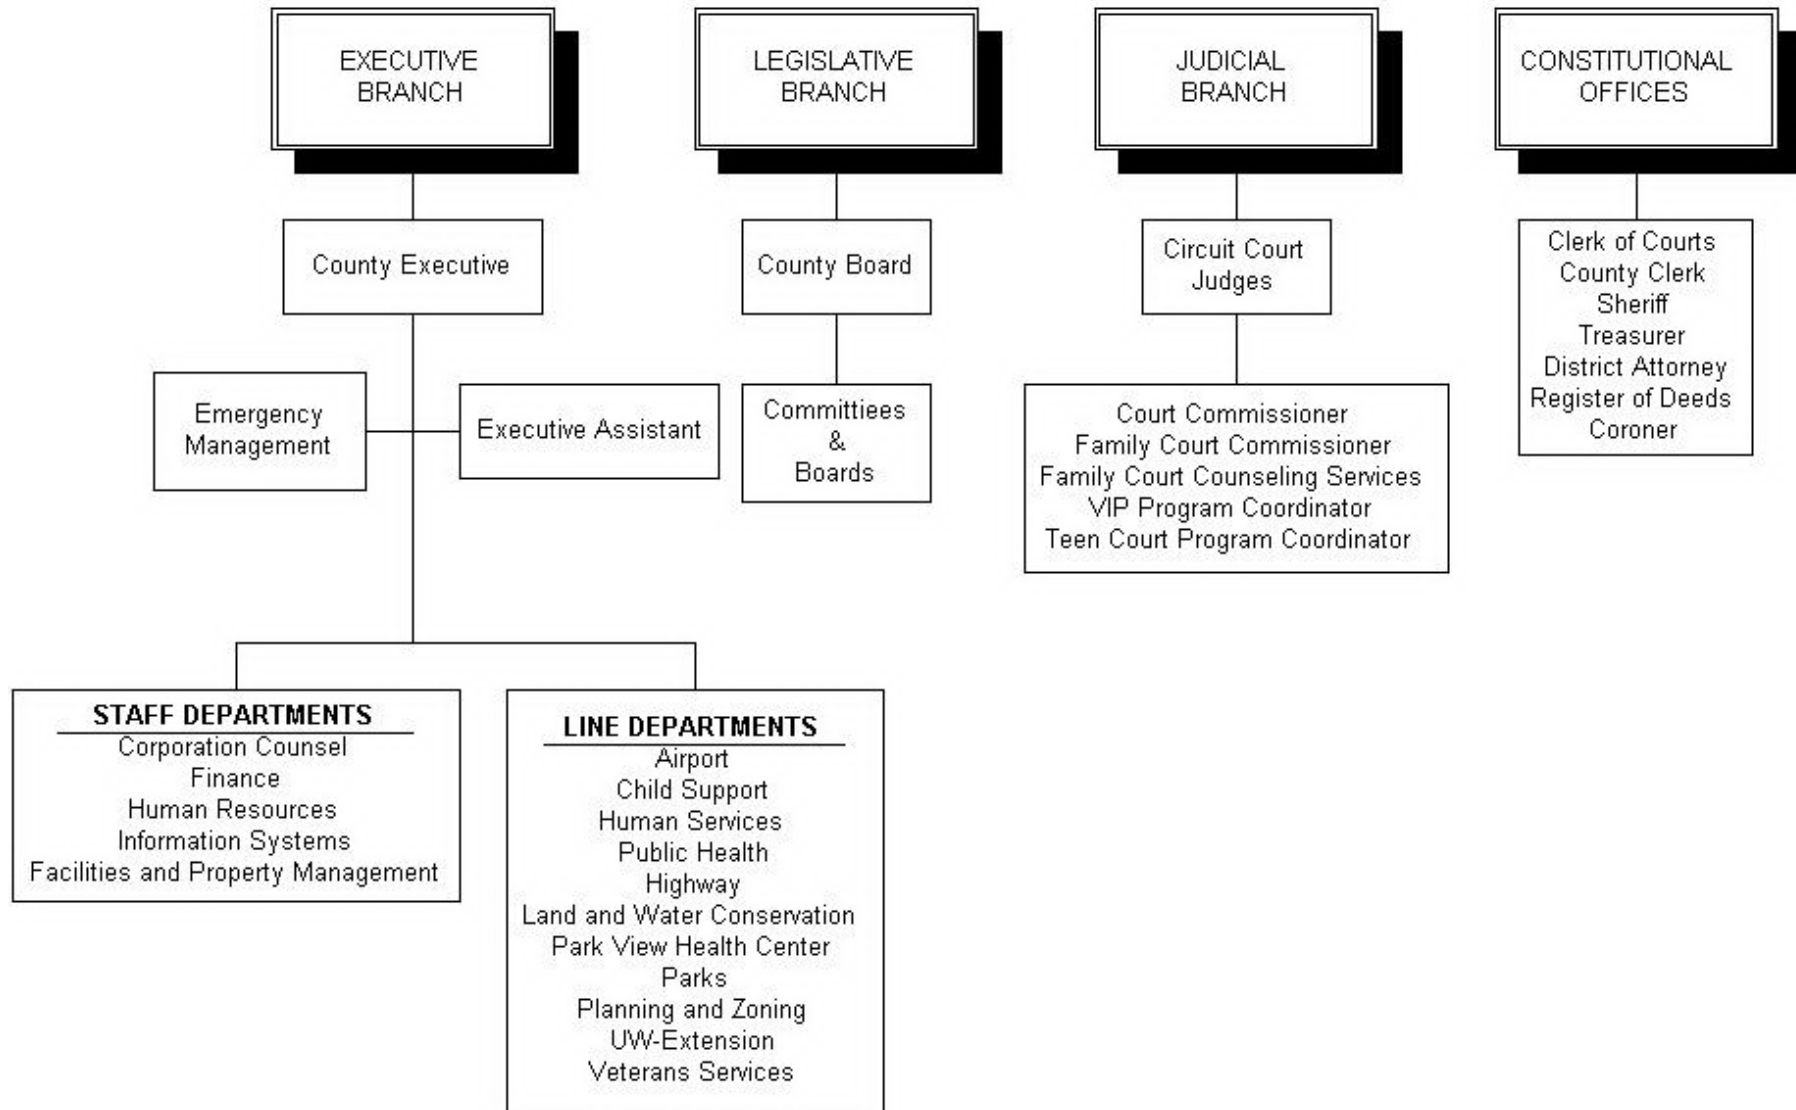 EXECUTIVE
BRANCH
LEGISLATIVE
BRANCH
JUDICIAL
BRANCH
CONSTITUTIONAL
OFFICES
County Executive
County Board
Circuit Court
Judges
Clerk of Courts
County Clerk
Sheriff
Treasurer
District Attorney
Register of Deeds
Coroner
Emergency
Management
Executive Assistant
Committiees
&
Boards
Court Commissioner
Family Court Commissioner
Family Court Counseling Services
VIP Program Coordinator
Teen Court Program Coordinator
STAFF DEPARTMENTS
Corporation Counsel
Finance
Human Resources
Information Systems
Facilities and Property Management
LINE DEPARTMENTS
Airport
Child Support
Human Services
Public Health
Highway
Land and Water Conservation
Park View Health Center
Parks
Planning and Zoning
UW-Extension
Veterans Services